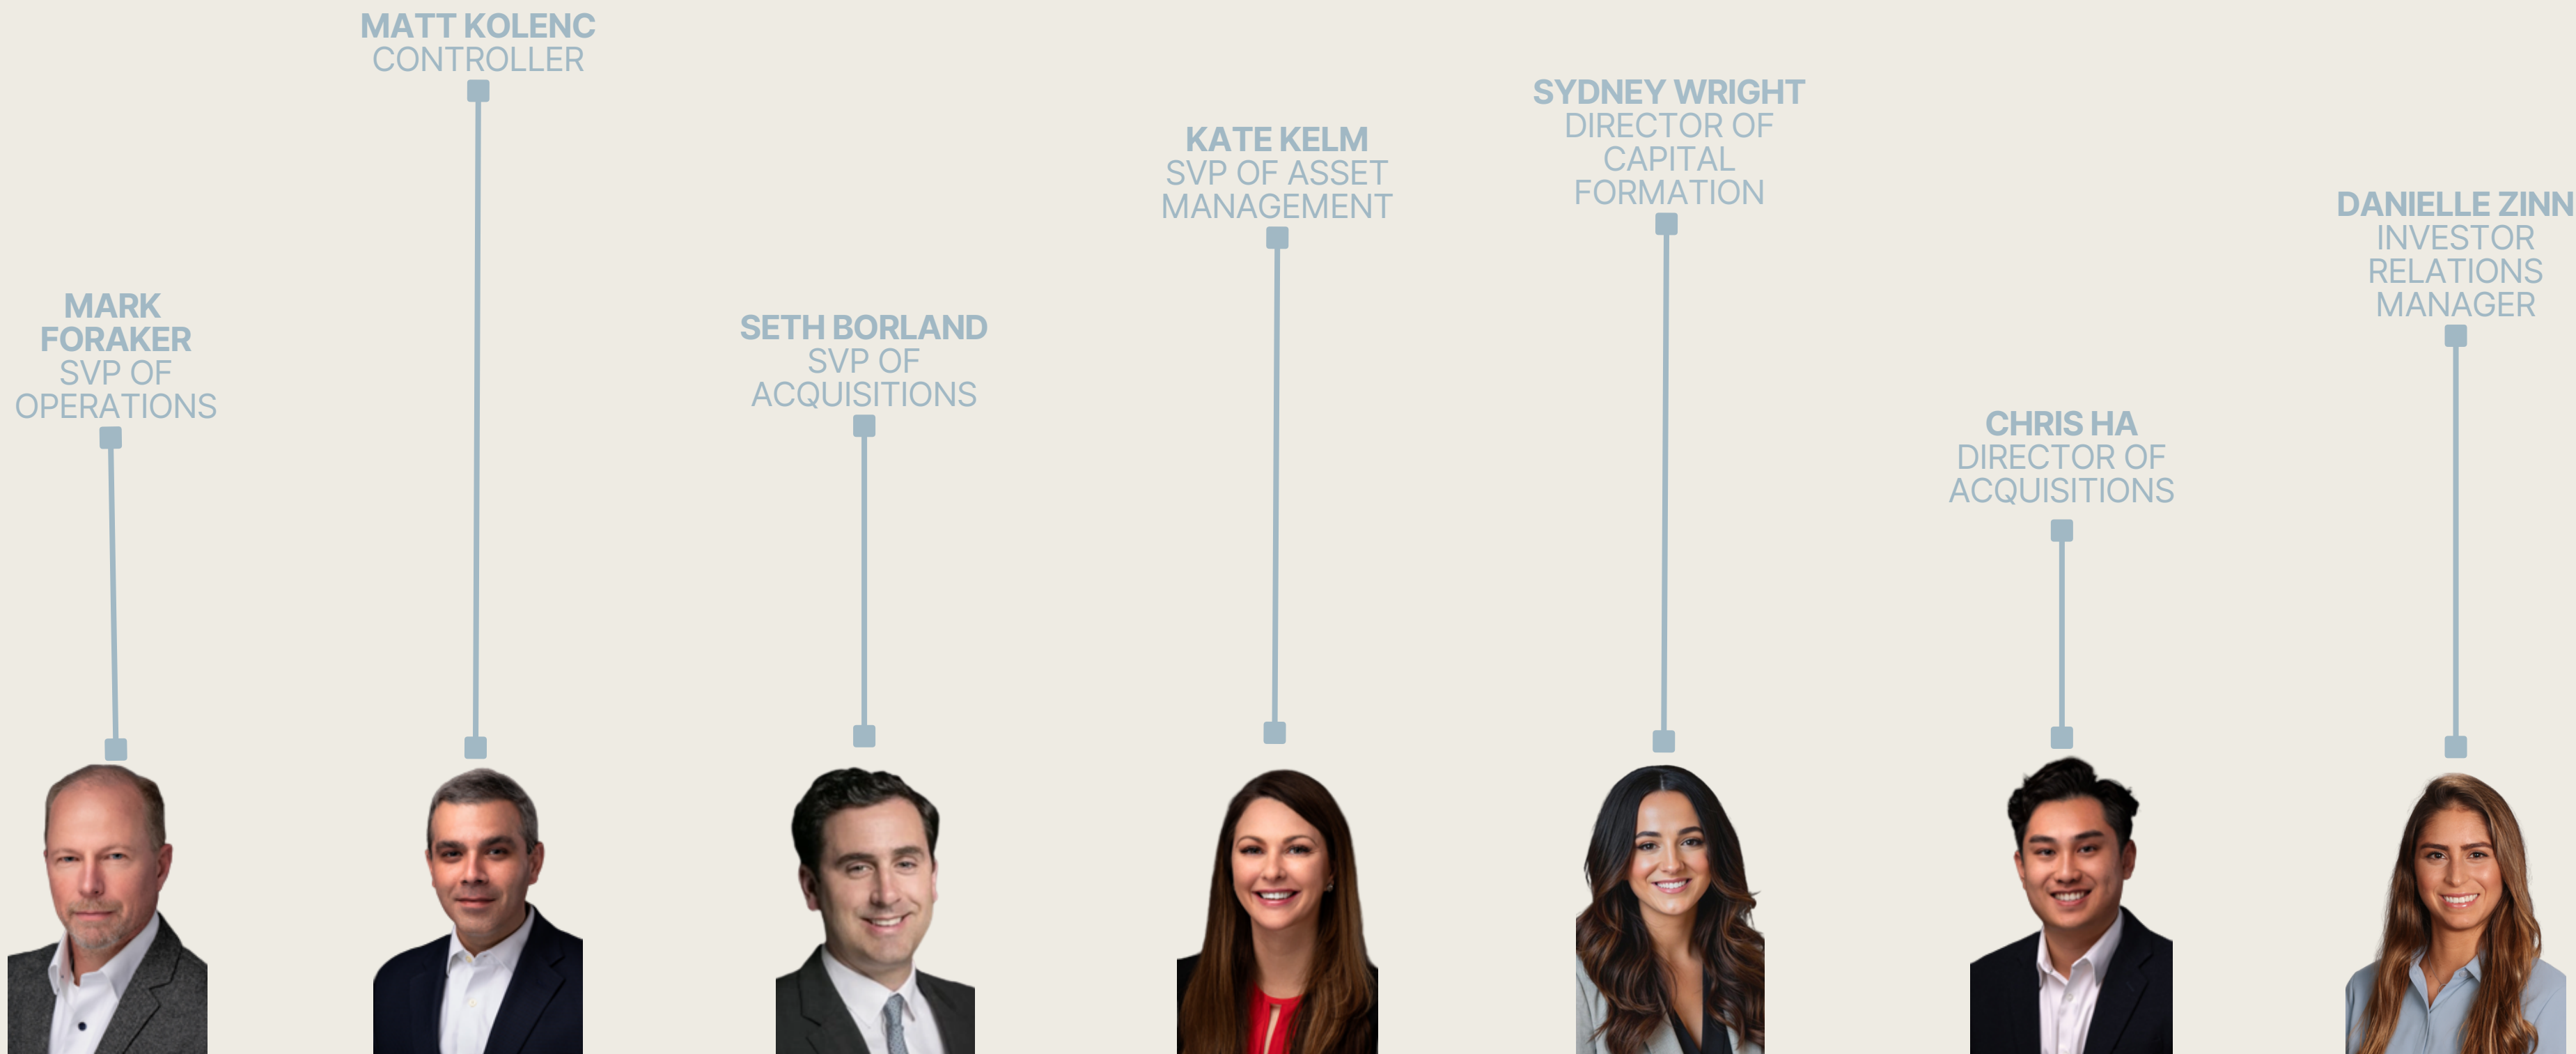 MARK
FORAKER
SVP OF
OPERATIONS
MATT KOLENC
CONTROLLER
SETH BORLAND
SVP OF
ACQUISITIONS
KATE KELM
SVP OF ASSET
MANAGEMENT
SYDNEY WRIGHT
DIRECTOR OF
CAPITAL
FORMATION
CHRIS HA
DIRECTOR OF
ACQUISITIONS
DANIELLE ZINN
INVESTOR
RELATIONS
MANAGER